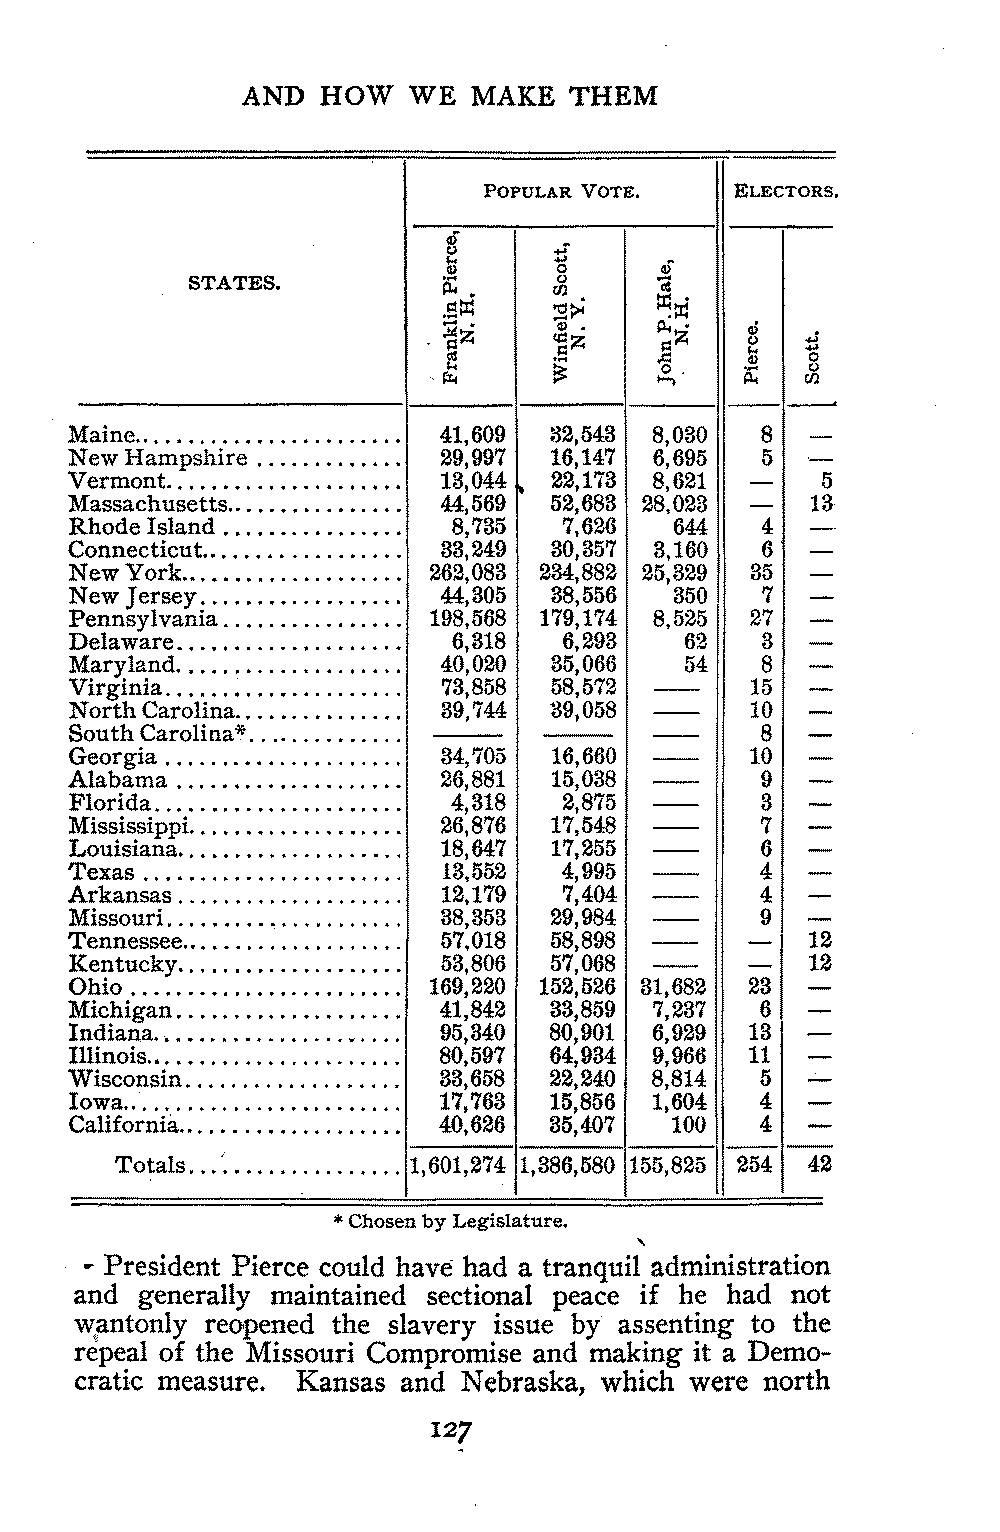 AND HOW WE MAKE THEM
POPULAR VOTE. ELECTORS.
STATES. Franklin Pierce, N. H. Winfield Scott, N. Y. John P. Hale, N. H. Pierce. Scott.
Maine........................ 41,609 32,543 8,030 8 —
New Hampshire ............. 29,997 16,147 6,695 5 —
Vermont..................... 13,044 22,173 8,621 — 5
Massachusetts................ 44,569 52,683 28,023 — 13
Rhode Island ................ 8,735 7,626 644 4 —
Connecticut.................. 33,249 30,357 3,160 6 —
New York.................... 262,083 234,882 25,329 35 —
New Jersey.................. 44,305 38,556 350 7 —
Pennsylvania................ 198,568 179,174 8,525 27 —
Delaware.................... 6,318 6,293 62 3 —
Maryland.................... 40,020 35,066 54 8 —
Virginia..................... 73,858 58,572 — 15 —
North Carolina............... 39,744 39,058 — 10 —
South Carolina*.............. — — — 8 —
Georgia ..................... 34,705 16,660 — 10 —
Alabama .................... 26,881 15,038 — 9 —
Florida...................... 4,318 2,875 — 3 —
Mississippi................... 26,876 17,548 — 7 —
Louisiana.................... 18,647 17,255 — 6 —
Texas ....................... 13,552 4,995 — 4 —
Arkansas .................... 12,179 7,404 — 4 —
Missouri..................... 38,353 29,984 — 9 —
Tennessee.................... 57,018 58,898 — — 12
Kentucky.................... 53,806 57,068 — — 12
Ohio ........................ 169,220 152,526 31,682 23 —
Michigan.................... 41,842 33,859 7,237 6 —
Indiana...................... 95,340 80,901 6,929 13 —
Illinois....................... 80,597 64,934 9,966 11 —
Wisconsin................... 33,658 22,240 8,814 5 —
Iowa......................... 17,763 15,856 1,604 4 —
California.................... 40,626 35,407 100 4 —
Totals................... 1,601,274 1,386,580 155,825 254 42
* Chosen by Legislature.
President Pierce could have had a tranquil administration
and generally maintained sectional peace if he had not
wantonly reopened the slavery issue by assenting to the
repeal of the Missouri Compromise and making it a Demo-
cratic measure. Kansas and Nebraska, which were north
127